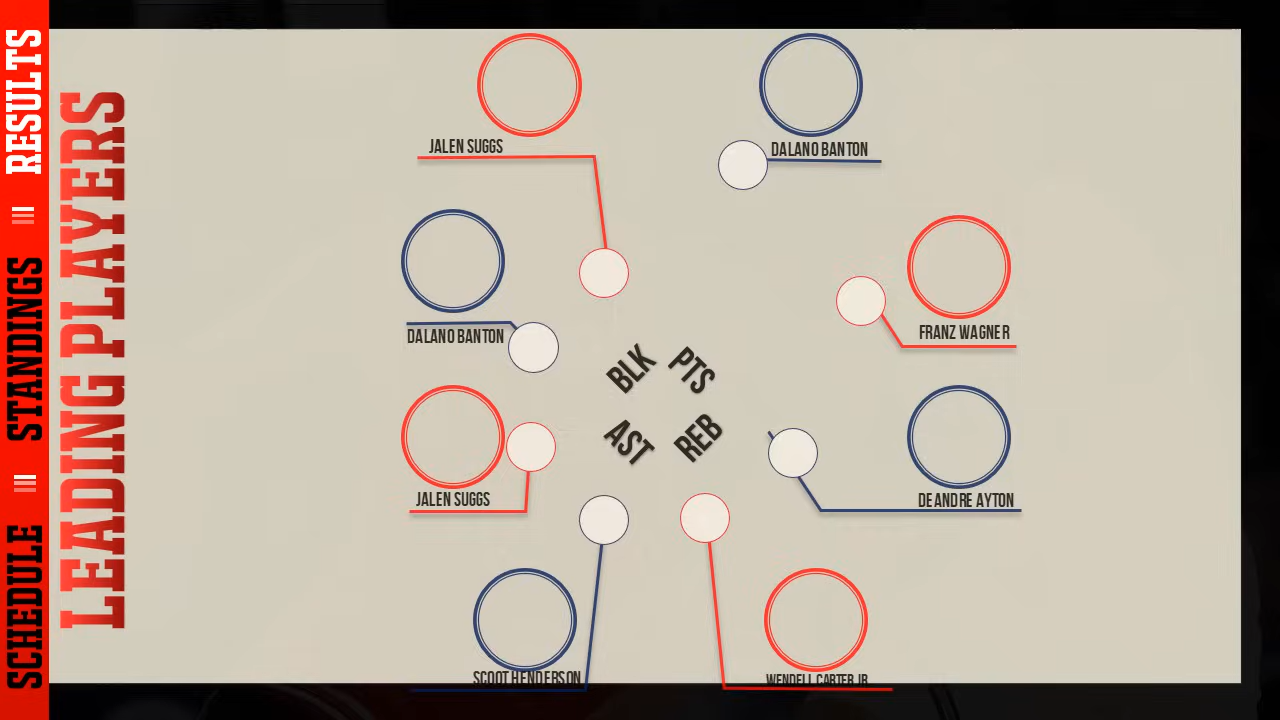 RESULTS
STANDINGS
SCHEDULE
LEADING PLAYERS
JALEN SUGGS
DALANO BANTON
DALANO BANTON
FRANZ WAGNER
BLK
PTS
AST
REB
JALEN SUGGS
DEANDRE AYTON
SCOOT HENDERSON
WENDELL CARTER JR